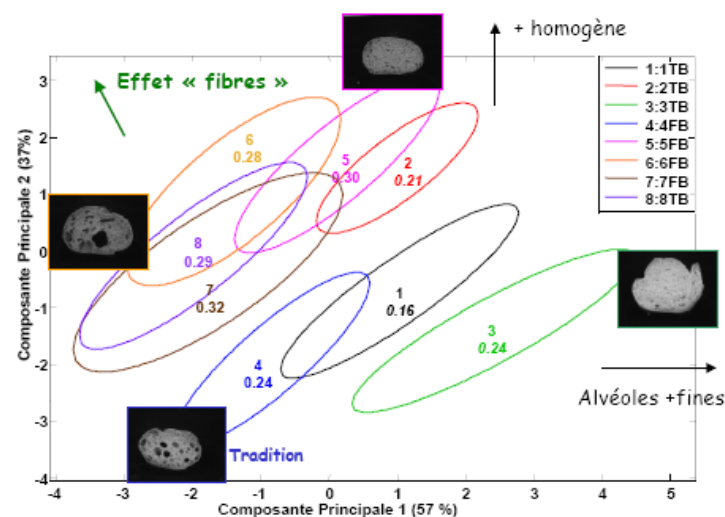 + homogène
Effet « fibres »
1:1TB
2:2TB
3:3TB
4:4FB
5:5FB
6:6FB
7:7FB
8:8TB
Composante Principale 2 (37%)
3
2
1
0
-1
-2
-3
-4
6
0.28
5
0.30
2
0.21
8
0.29
7
0.32
1
0.16
3
0.24
4
0.24
Alvéoles +fines
Tradition
-4 -3 -2 -1 0 1 2 3 4 5
Composante Principale 1 (57 %)